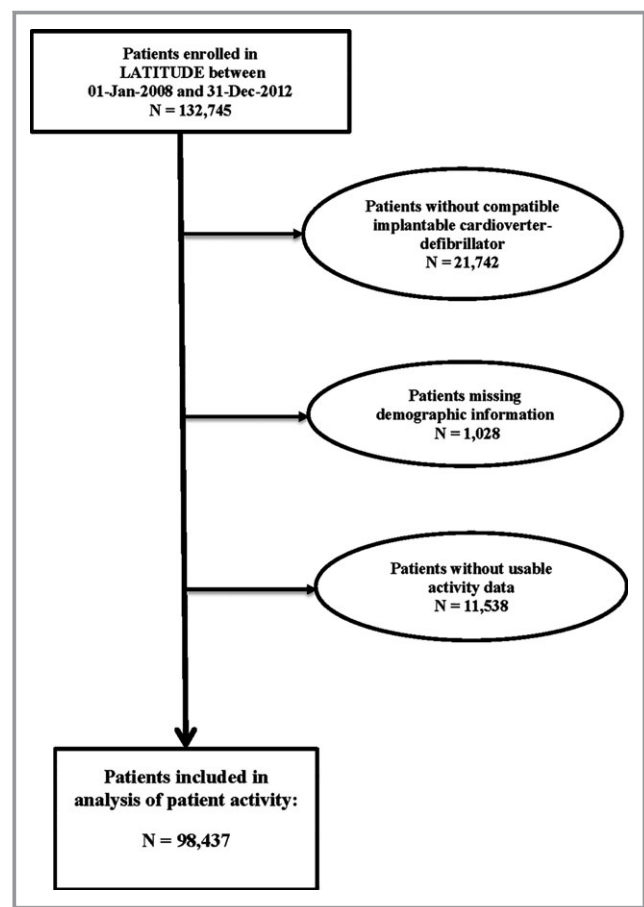 Patients enrolled in
LATITUDE between
01-Jan-2008 and 31-Dec-2012
N = 132,745
Patients without compatible
implantable cardioverter-
defibrillator
N = 21,742
Patients missing
demographic information
N = 1,028
Patients without usable
activity data
N = 11,538
Patients included in
analysis of patient activity:
N = 98,437